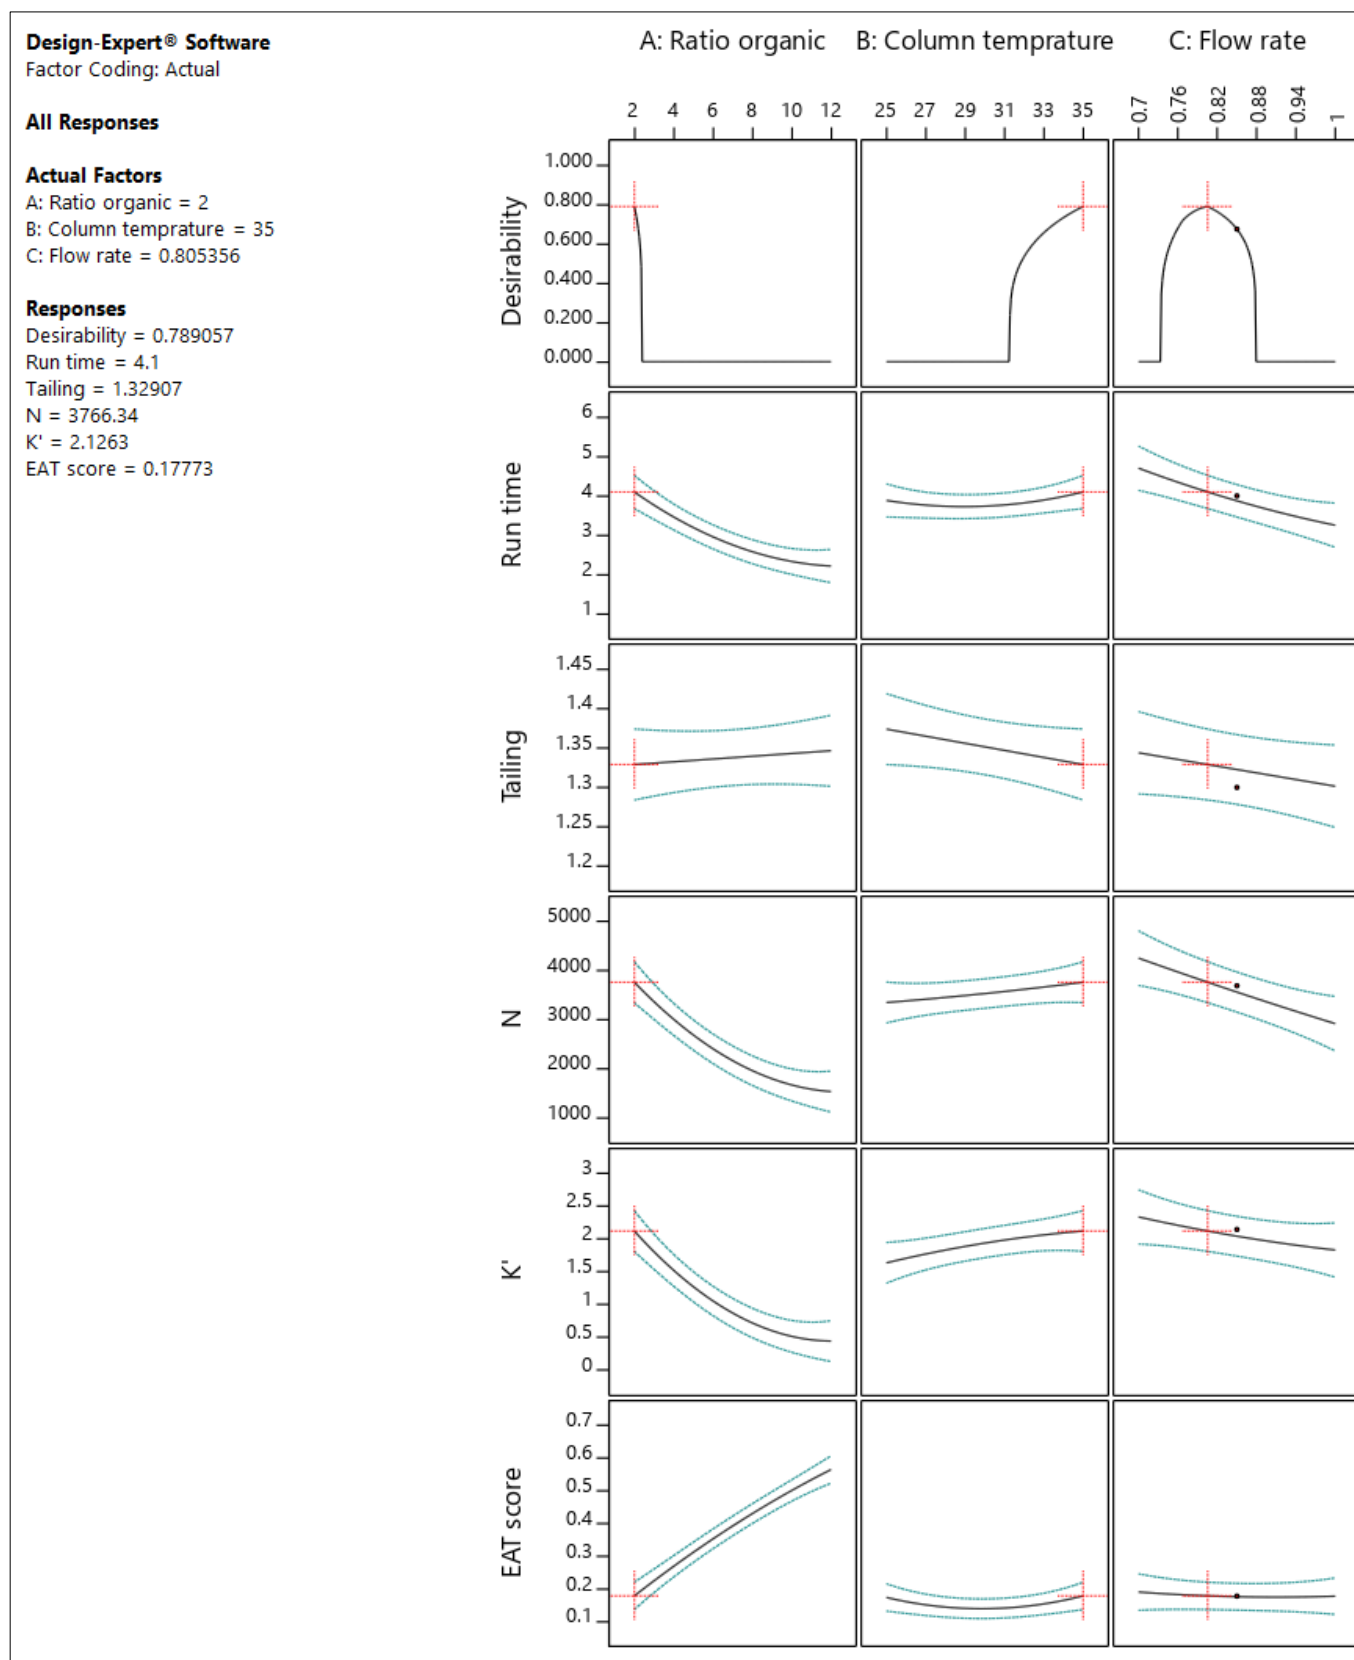 Design-Expert® Software
Factor Coding: Actual
All Responses
Actual Factors
A: Ratio organic = 2
B: Column temprature = 35
C: Flow rate = 0.805356
Responses
Desirability = 0.789057
Run time = 4.1
Tailing = 1.32907
N = 3766.34
K' = 2.1263
EAT score = 0.17773
A: Ratio organic B: Column temprature C: Flow rate
2 4 6 8 10 12 25 27 29 31 33 35 0.7 0.76 0.82 0.88 0.94 1
Desirability
1.000
0.800
0.600
0.400
0.200
0.000
Run time
6
5
4
3
2
1
Tailing
1.45
1.4
1.35
1.3
1.25
1.2
N
5000
4000
3000
2000
1000
K'
3
2.5
2
1.5
1
0.5
0
EAT score
0.7
0.6
0.5
0.4
0.3
0.2
0.1